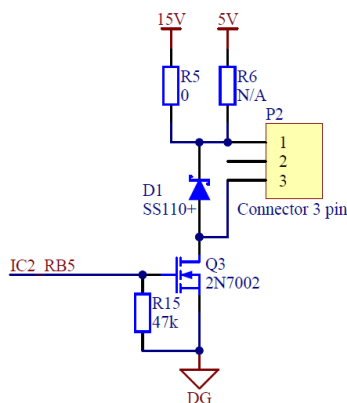 15V 5V
R5 R6
0 N/A
P2
1
2
3
D1
SS110+ Connector 3 pin
IC2_RB5 Q3
2N7002
R15
47k
DG